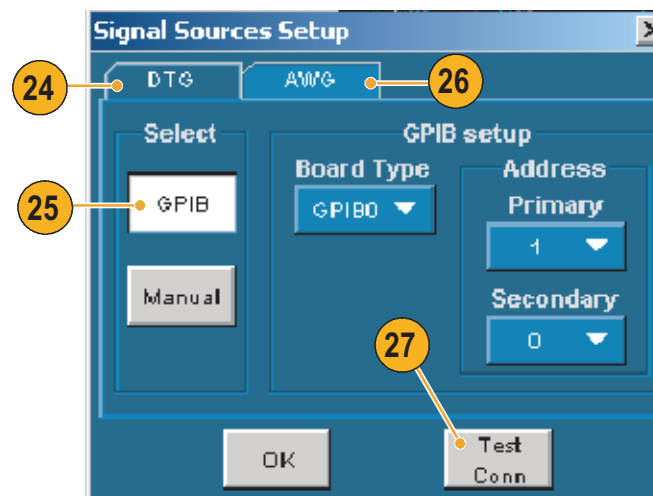 Signal Sources Setup
24
DTG
AWG
26
Select
GPIB setup
Board Type
Address
25
GPIB
GPIB0
Primary
1
Manual
Secondary
0
27
OK
Test
Conn